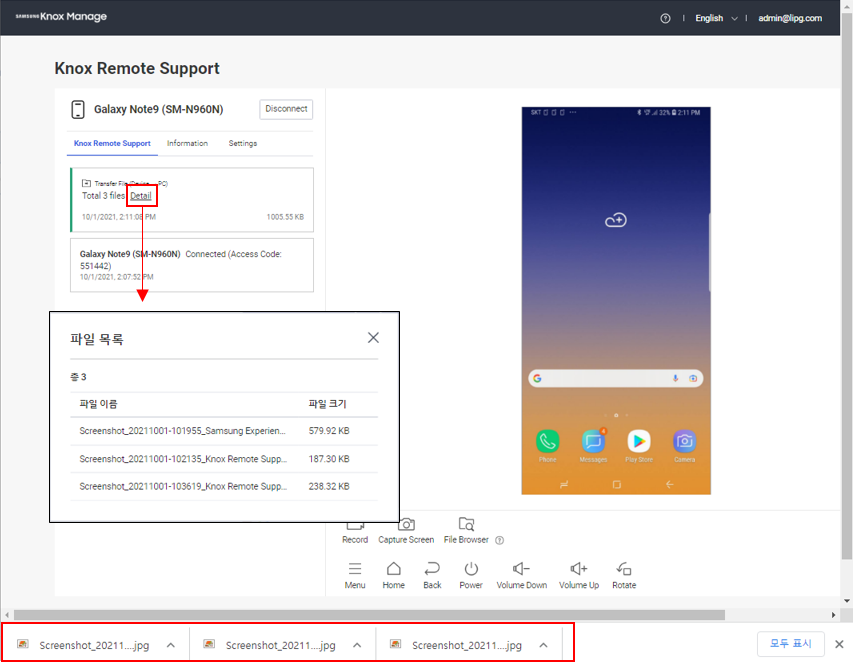 SAMSUNG Knox Manage
English
admin@lipg.com
Knox Remote Support
Galaxy Note9 (SM-N960N)
Disconnect
Knox Remote Support Information Settings
Transfer File PC)
Total 3 files Detail
10/1/2021, 2:11:08 PM 1005.55 KB
Galaxy Note9 (SM-N960N) Connected (Access Code:
551442)
10/1/2021, 2:07:52 PM
파일 목록
총 3
파일 이름 파일 크기
Screenshot_20211001-101955_Samsung Experien... 579.92 KB
Screenshot_20211001-102135_Knox Remote Supp... 187.30 KB
Screenshot_20211001-103619_Knox Remote Supp... 238.32 KB
SKT 32% 2:11 PM
G
4
Phone Messages Play Store Camera
Record Capture Screen File Browser
Menu Home Back Power Volume Down Volume Up Rotate
Screenshot_20211....jpg
Screenshot_20211....jpg
Screenshot_20211....jpg
모두 표시